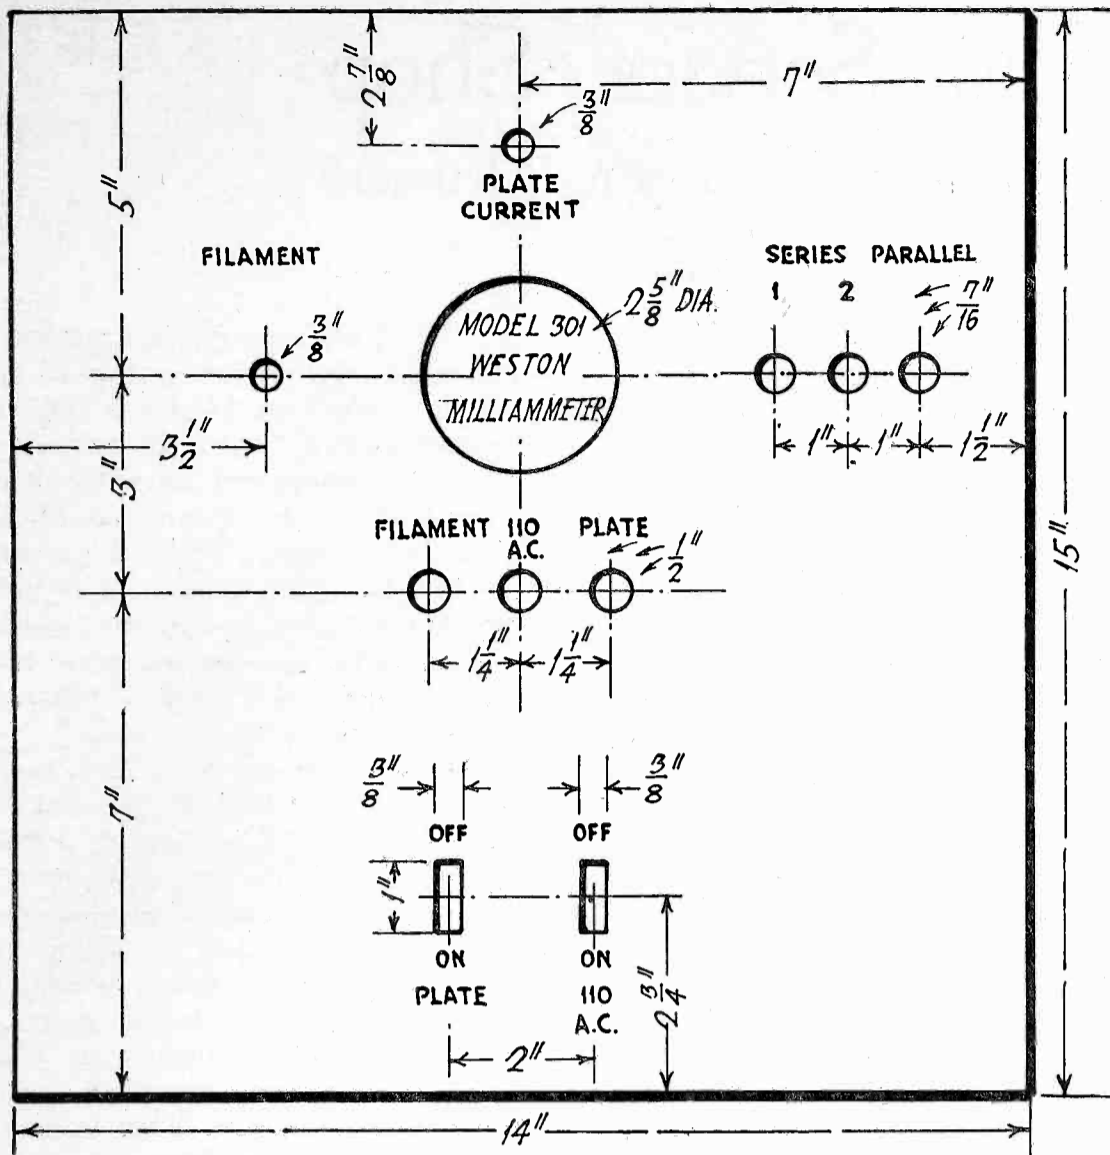 2 7/8"
7"
3/8"
PLATE
CURRENT
5"
FILAMENT
SERIES PARALLEL
1 2
7/16"
2 5/8" DIA.
3/8"
MODEL 301
WESTON
MILLIAMMETER
3 1/2"
1" 1" 1 1/2"
3"
FILAMENT 110 PLATE
A.C.
1/2"
15"
1 1/4" 1 1/4"
7"
3/8" 3/8"
OFF OFF
1"
ON ON
PLATE 110
A.C.
2 3/4"
2"
14"